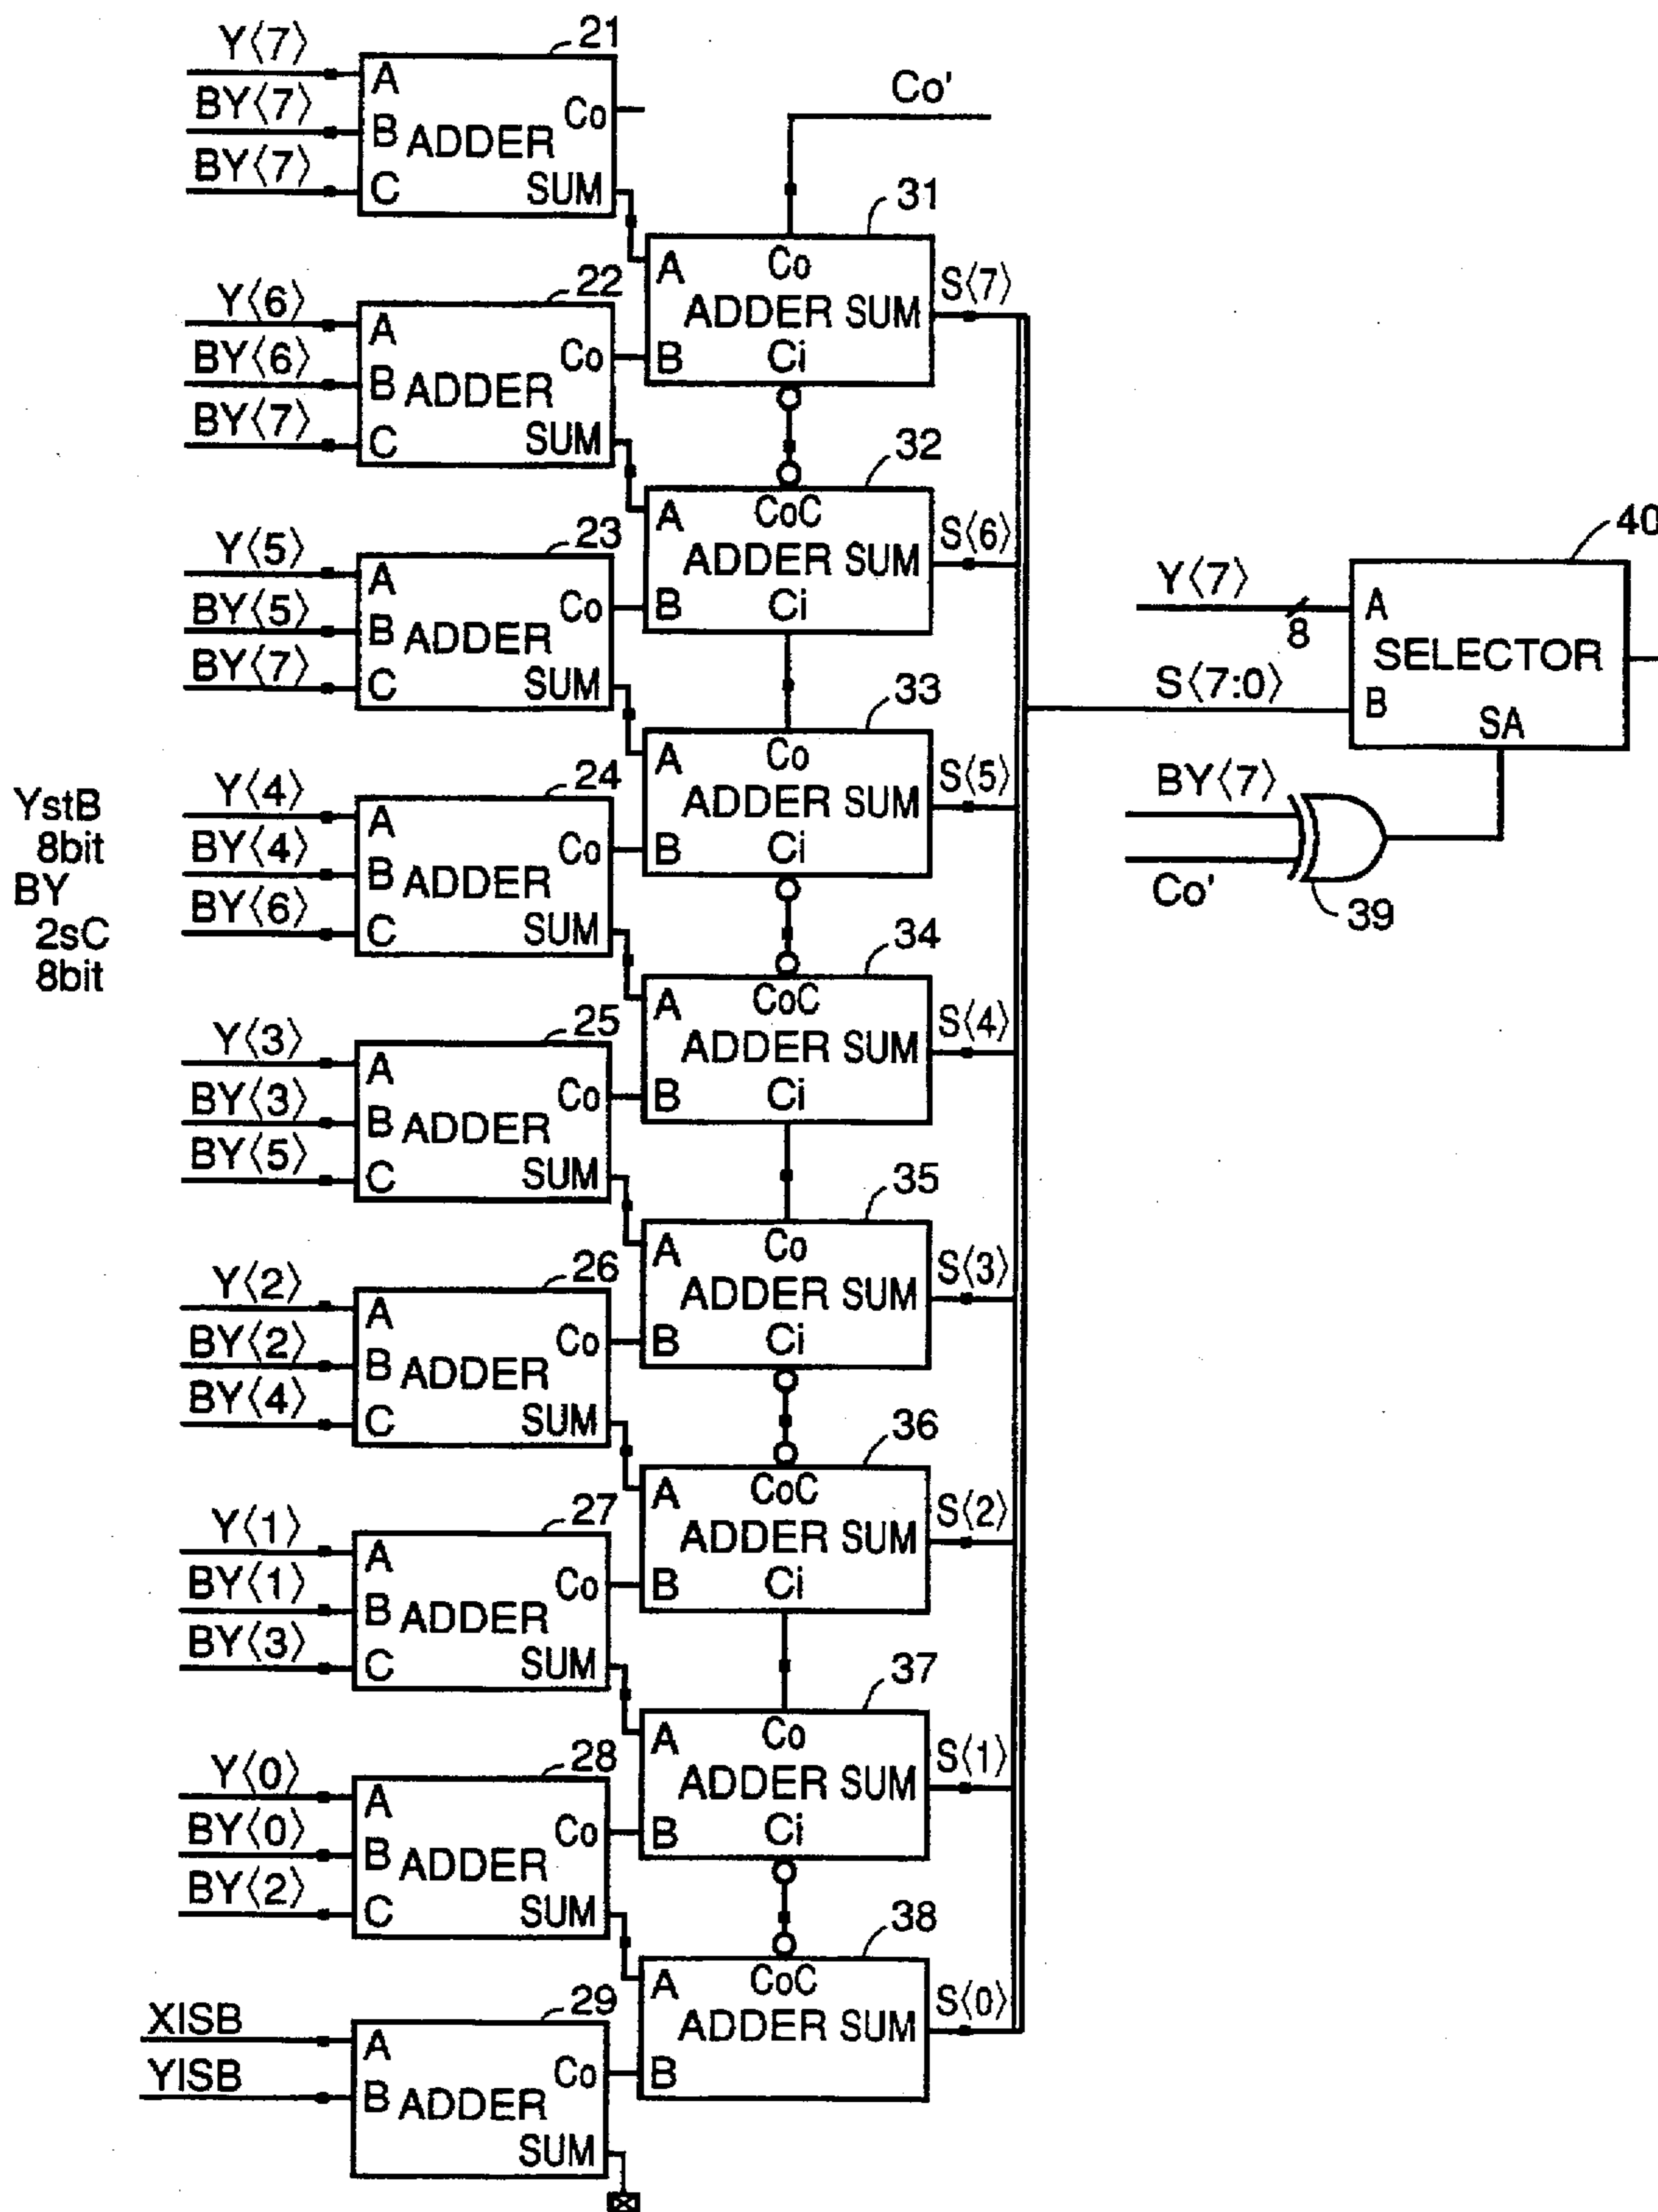 21
Y⟨7⟩
BY⟨7⟩
BY⟨7⟩
A
B
C
ADDER
Co
SUM
Co'
31
A
B
Co
ADDER SUM
Ci
S⟨7⟩
22
Y⟨6⟩
BY⟨6⟩
BY⟨7⟩
A
B
C
ADDER
Co
SUM
32
A
B
CoC
ADDER SUM
Ci
S⟨6⟩
23
Y⟨5⟩
BY⟨5⟩
BY⟨7⟩
A
B
C
ADDER
Co
SUM
33
A
B
Co
ADDER SUM
Ci
S⟨5⟩
YstB
8bit
BY
2sC
8bit
24
Y⟨4⟩
BY⟨4⟩
BY⟨6⟩
A
B
C
ADDER
Co
SUM
34
A
B
CoC
ADDER SUM
Ci
S⟨4⟩
25
Y⟨3⟩
BY⟨3⟩
BY⟨5⟩
A
B
C
ADDER
Co
SUM
35
A
B
Co
ADDER SUM
Ci
S⟨3⟩
26
Y⟨2⟩
BY⟨2⟩
BY⟨4⟩
A
B
C
ADDER
Co
SUM
36
A
B
CoC
ADDER SUM
Ci
S⟨2⟩
27
Y⟨1⟩
BY⟨1⟩
BY⟨3⟩
A
B
C
ADDER
Co
SUM
37
A
B
Co
ADDER SUM
Ci
S⟨1⟩
28
Y⟨0⟩
BY⟨0⟩
BY⟨2⟩
A
B
C
ADDER
Co
SUM
38
A
B
CoC
ADDER SUM
S⟨0⟩
29
XISB
YISB
A
B
ADDER
Co
SUM
40
Y⟨7⟩
8
S⟨7:0⟩
A
SELECTOR
B
SA
BY⟨7⟩
Co'
39